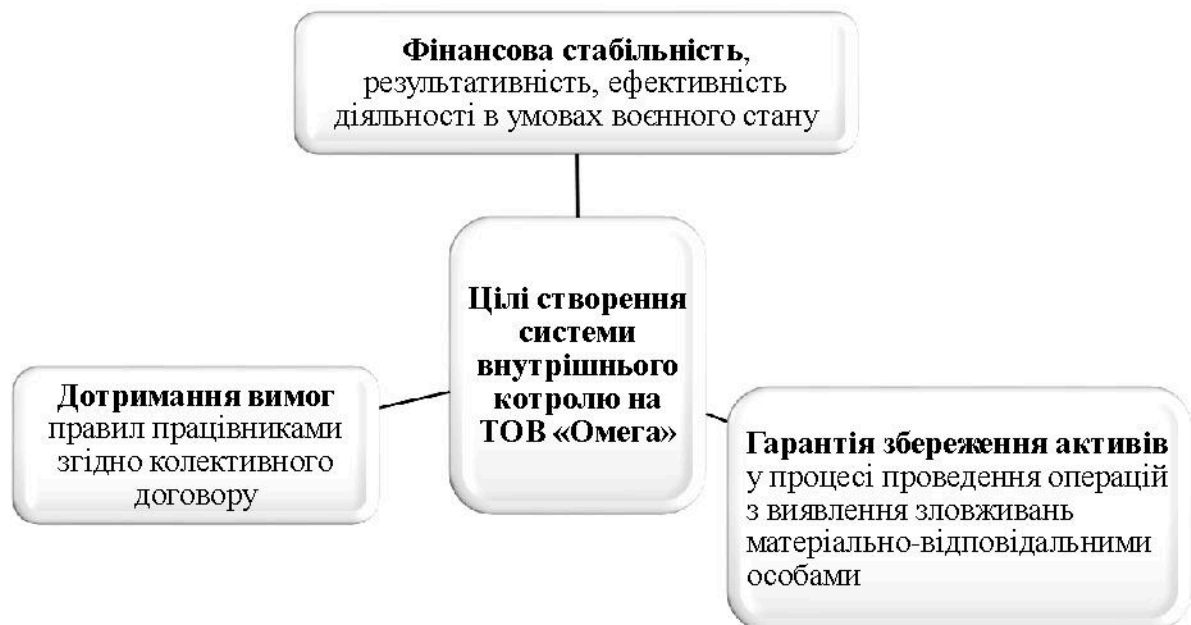 Фінансова стабільність,
результативність, ефективність
діяльності в умовах воєнного стану
Цілі створення
системи
внутрішнього
котролю на
ТОВ «Омега»
Дотримання вимог
правил працівниками
згідно колективного
договору
Гарантія збереження активів
у процесі проведення операцій
з виявлення зловживань
матеріально-відповідальними
особами